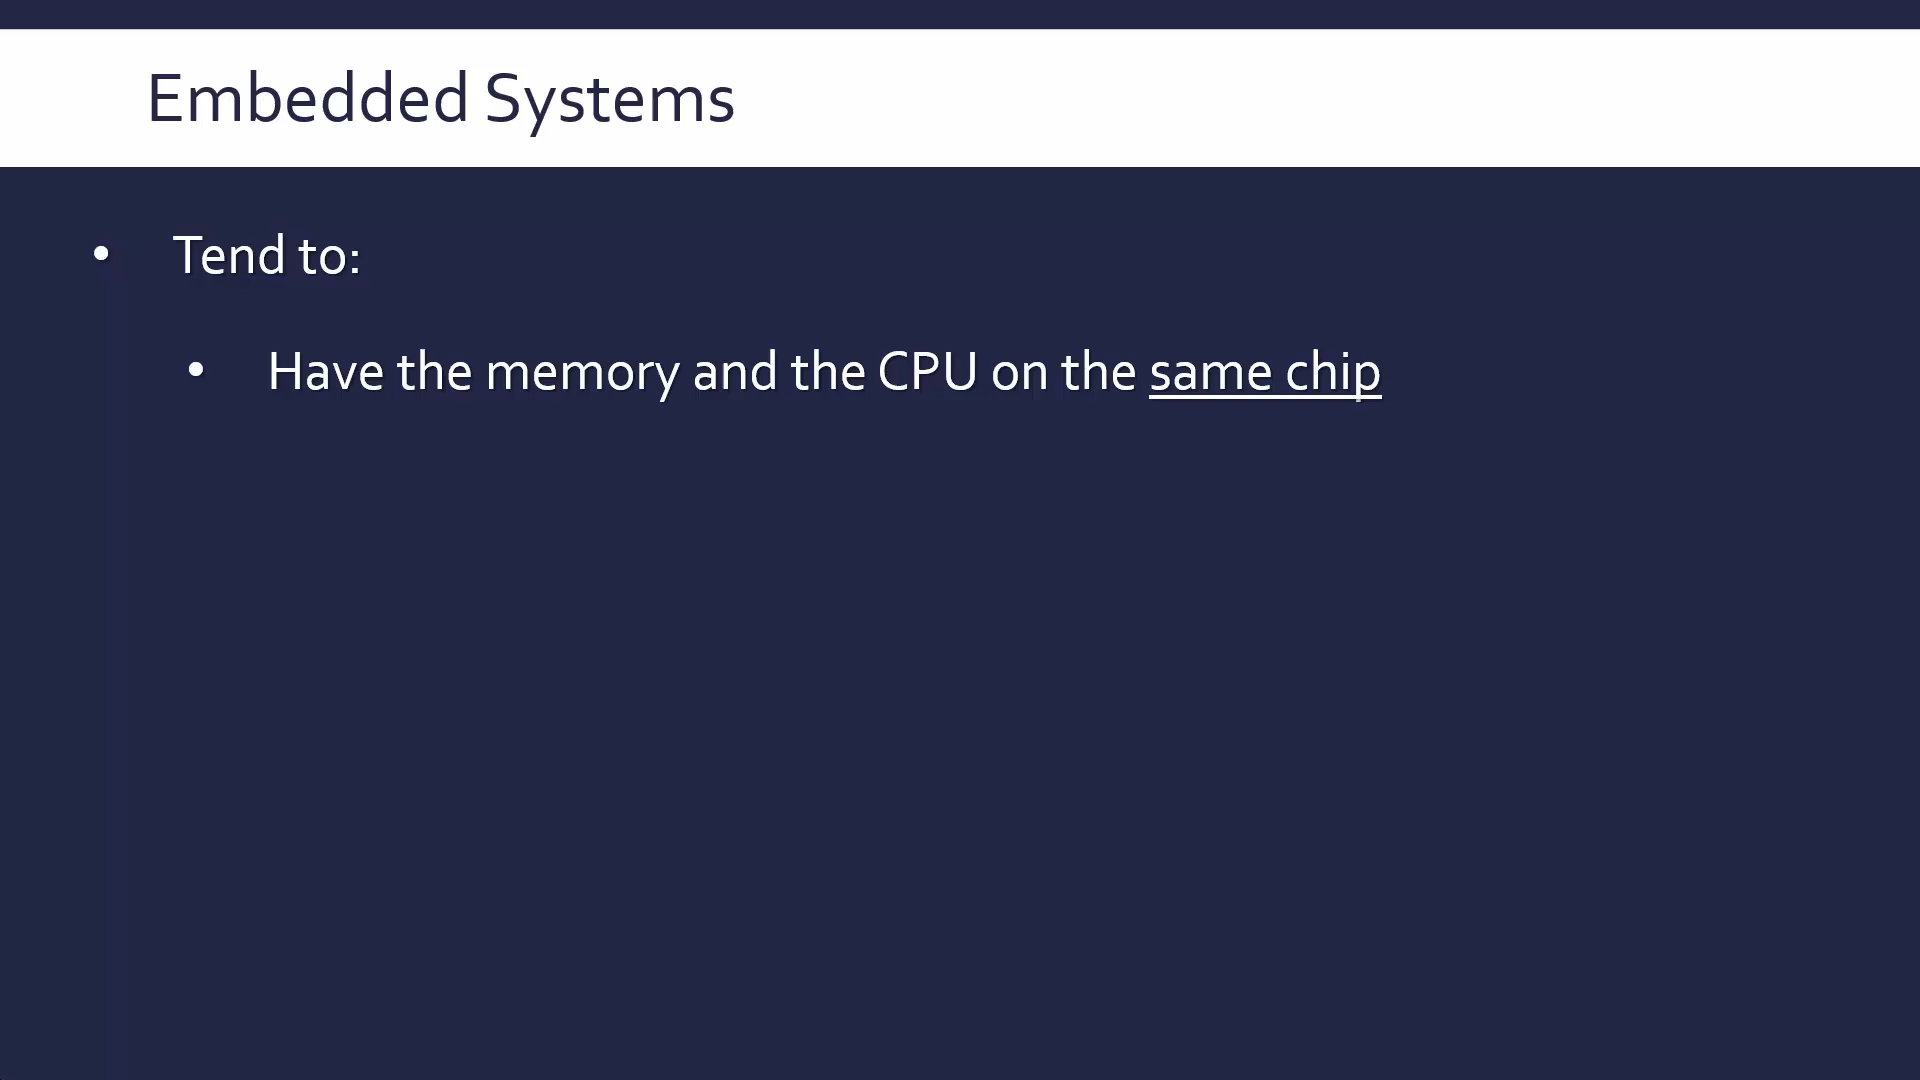 Embedded Systems
• Tend to:
• Have the memory and the CPU on the same chip